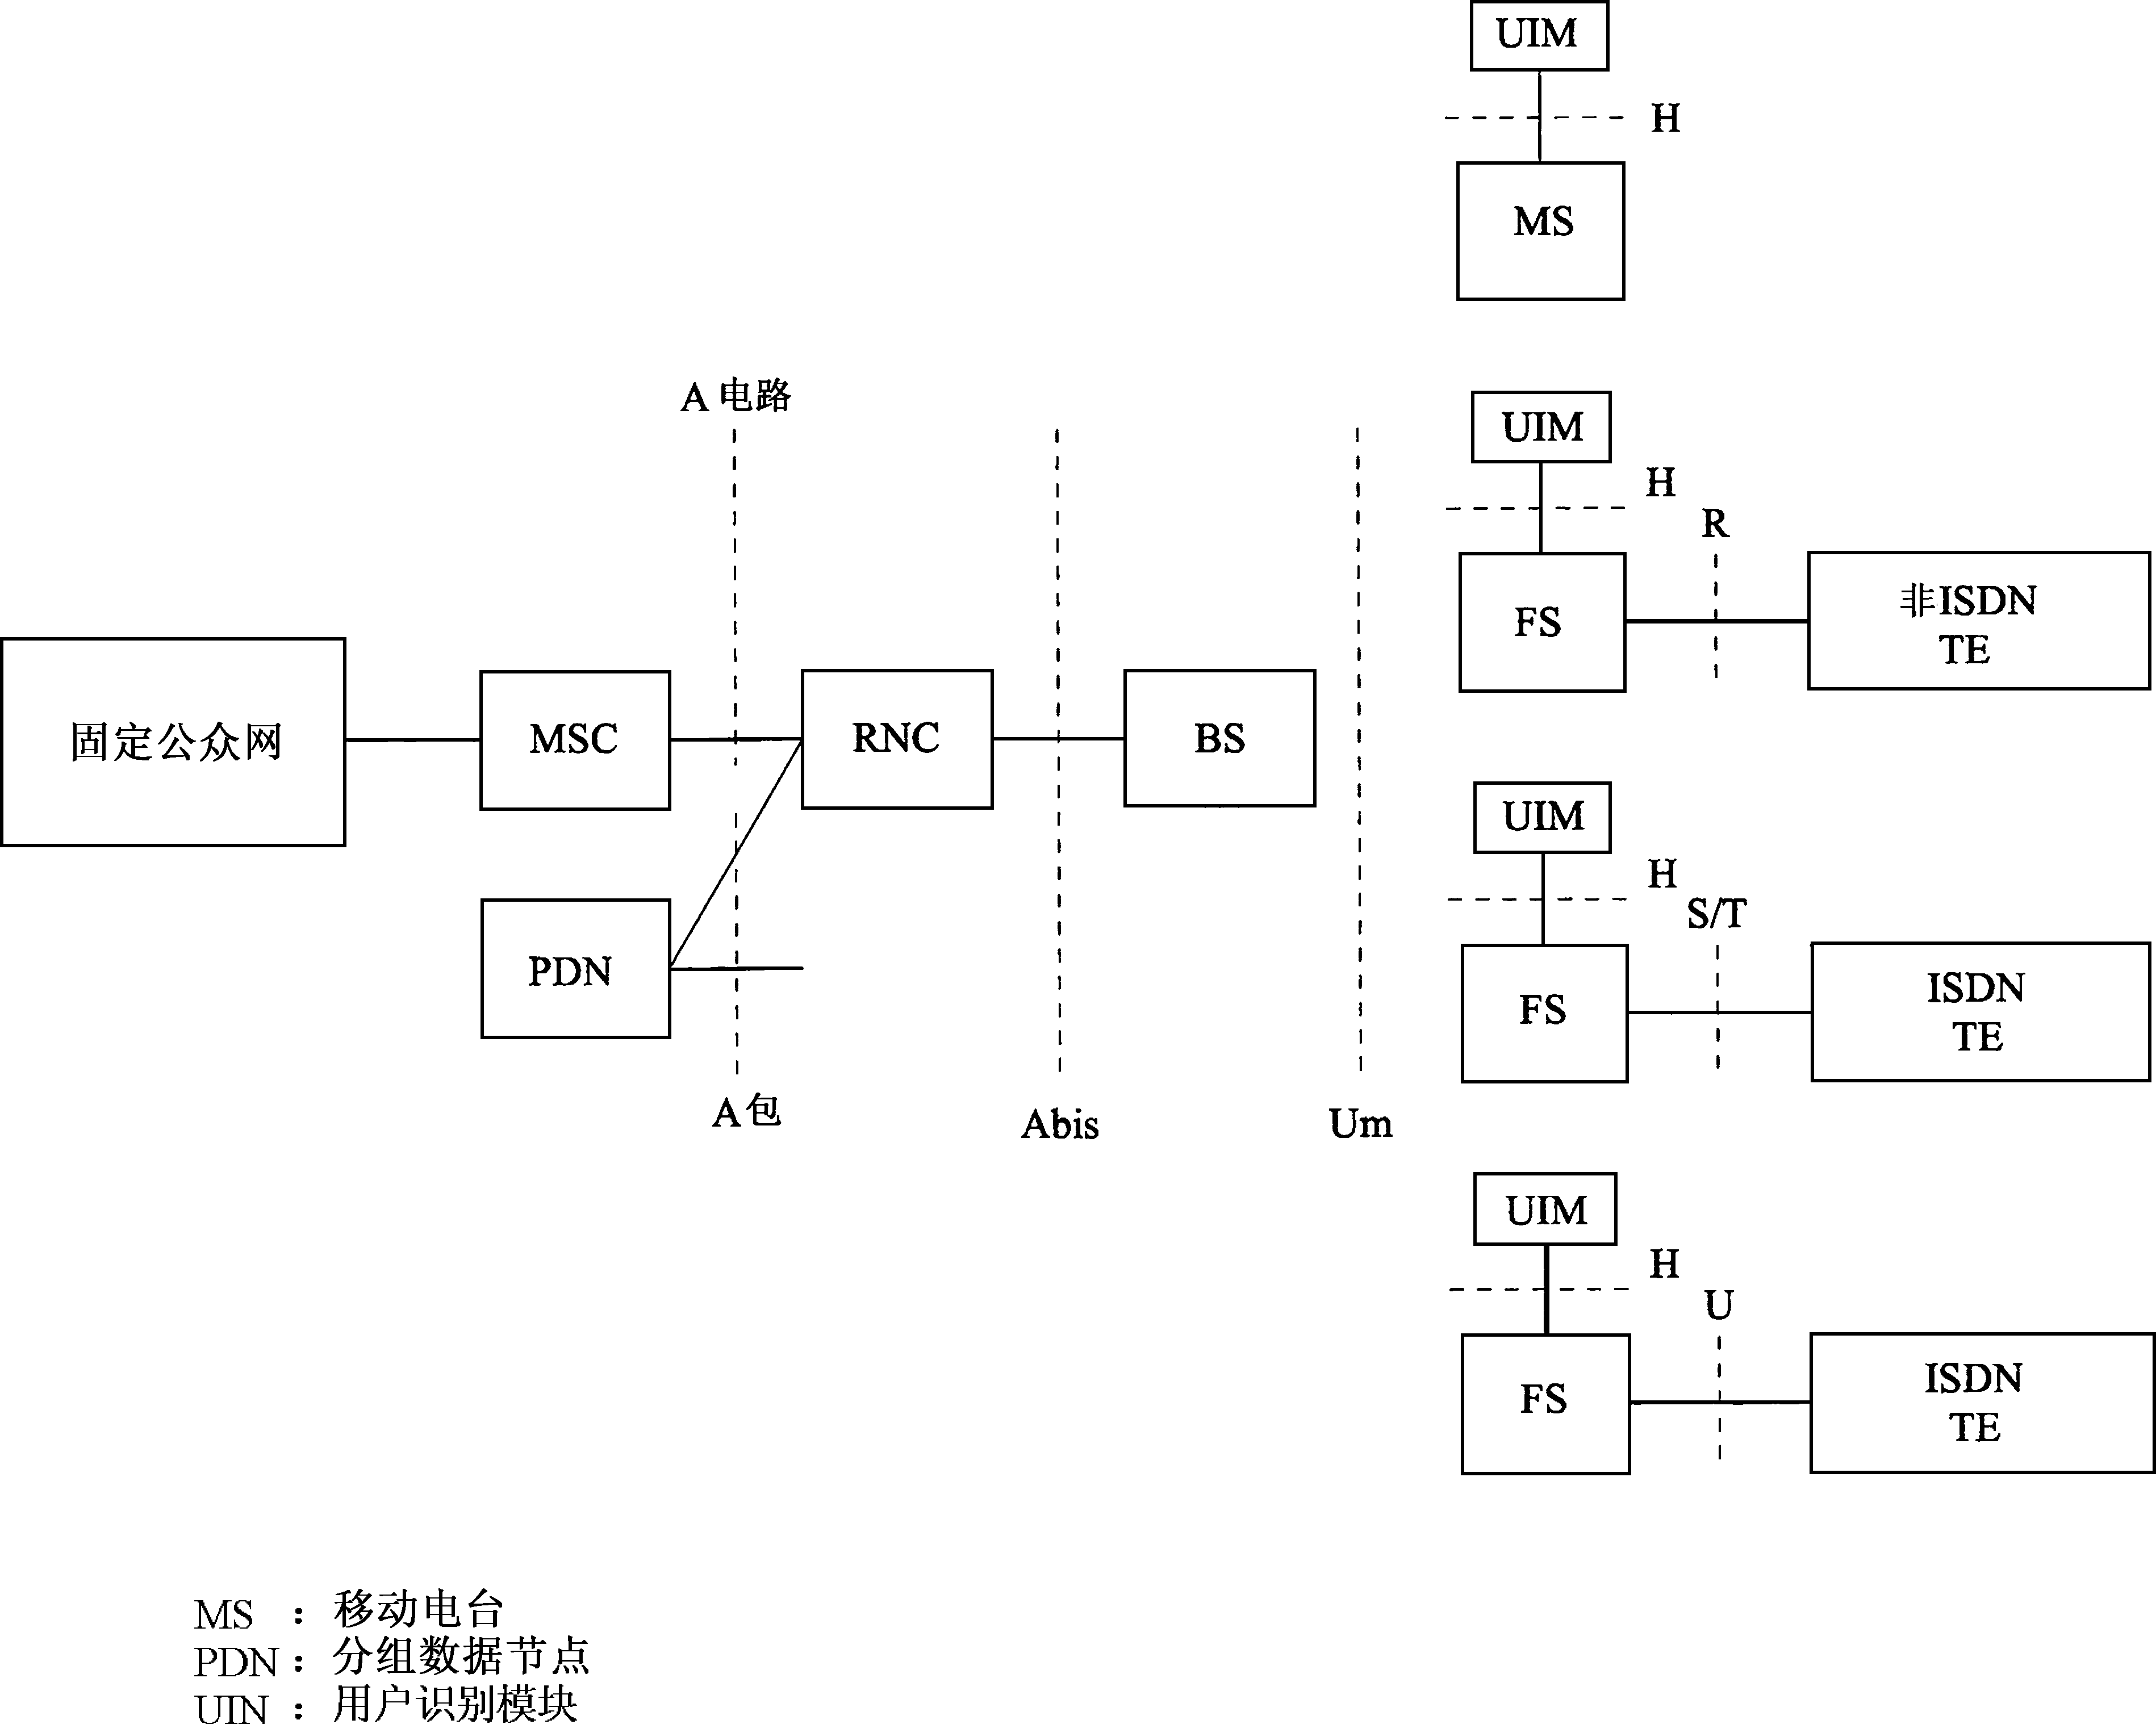 UIM
H
MS
A 电路
UIM
H
R
FS
非ISDN
TE
固定公众网
MSC
RNC
BS
UIM
H
S/T
PDN
FS
ISDN
TE
A 包
Abis
Um
UIM
H
U
FS
ISDN
TE
MS : 移动电台
PDN : 分组数据节点
UIN : 用户识别模块